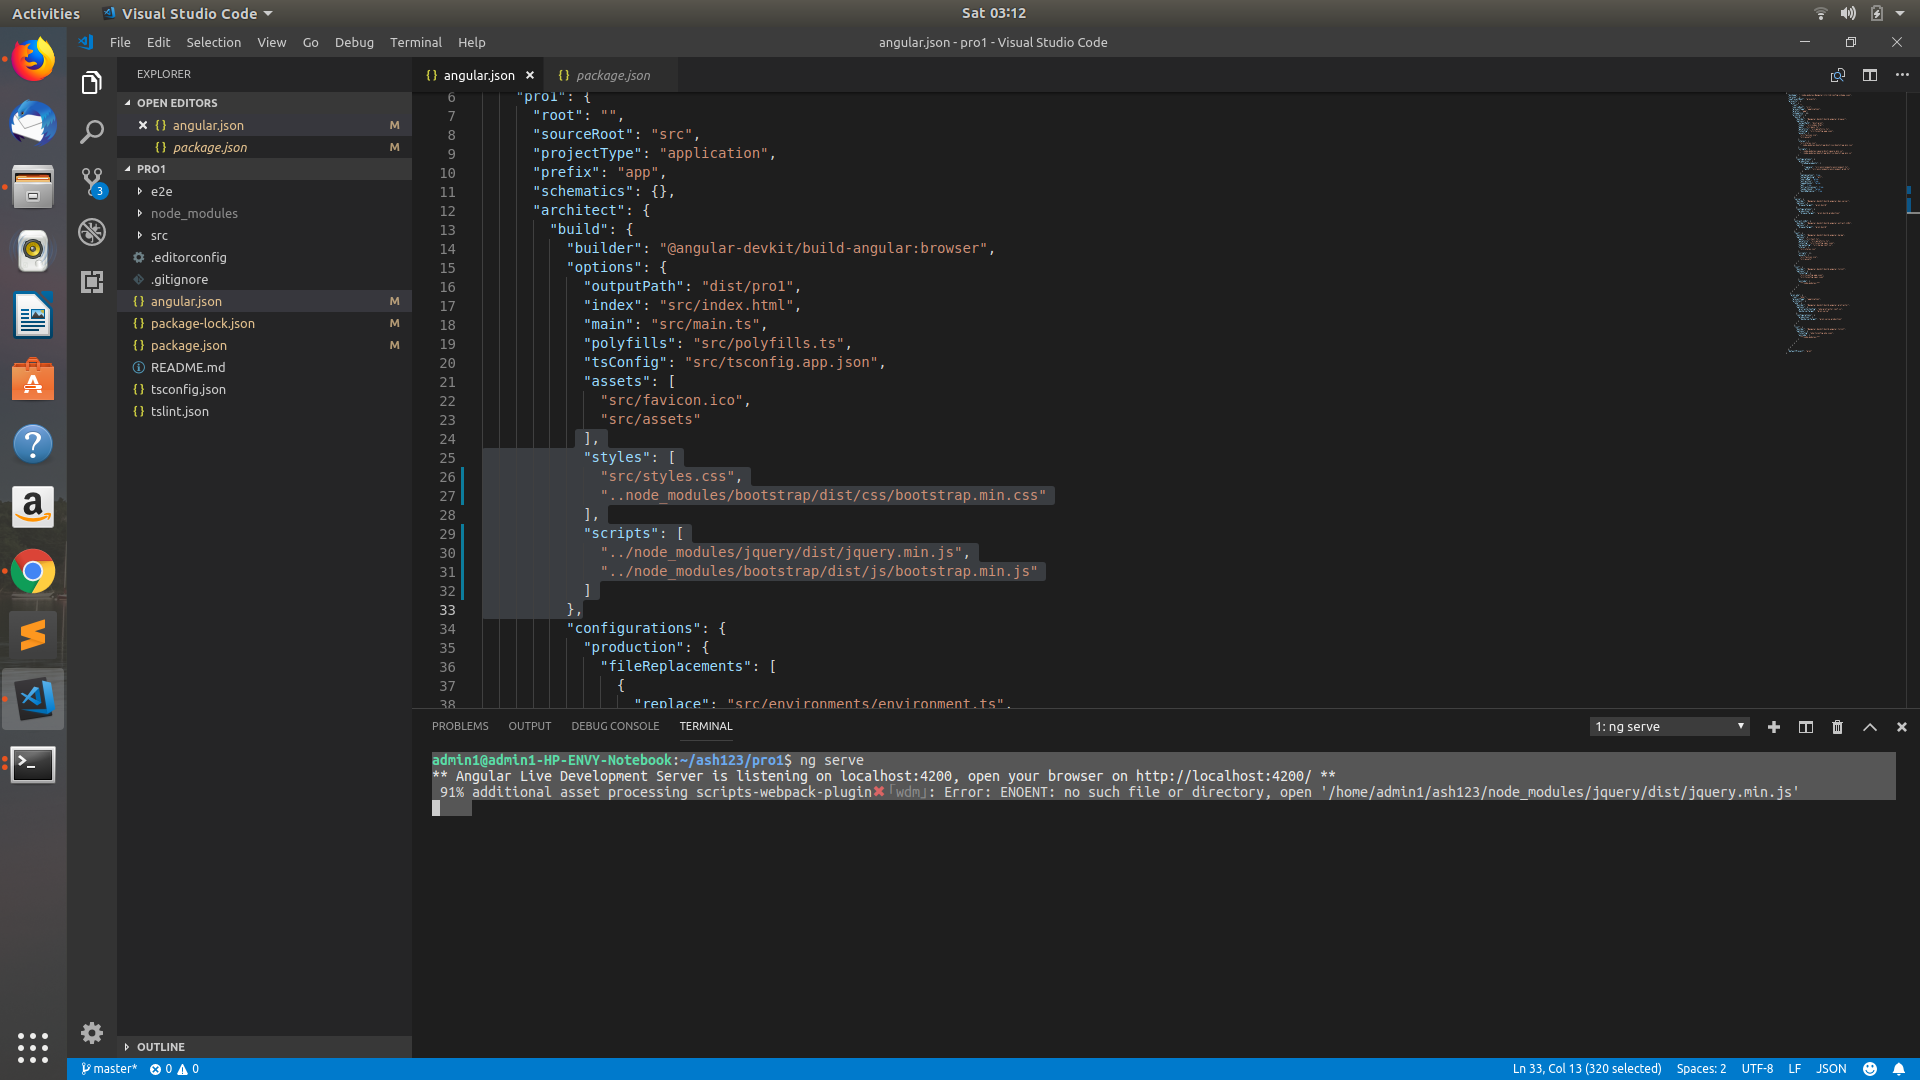 Activities
Visual Studio Code
Sat 03:12
File Edit Selection View Go Debug Terminal Help
angular.json - pro1 - Visual Studio Code
EXPLORER
OPEN EDITORS
angular.json M
package.json M
PRO1
e2e
node_modules
src
.editorconfig
.gitignore
angular.json M
package-lock.json M
package.json M
README.md
tsconfig.json
tslint.json
OUTLINE
3
{} angular.json ×
{} package.json
6 "pro1": {
7 "root": "",
8 "sourceRoot": "src",
9 "projectType": "application",
10 "prefix": "app",
11 "schematics": {},
12 "architect": {
13 "build": {
14 "builder": "@angular-devkit/build-angular:browser",
15 "options": {
16 "outputPath": "dist/pro1",
17 "index": "src/index.html",
18 "main": "src/main.ts",
19 "polyfills": "src/polyfills.ts",
20 "tsConfig": "src/tsconfig.app.json",
21 "assets": [
22 "src/favicon.ico",
23 "src/assets"
24 ],
25 "styles": [
26 "src/styles.css",
27 "..node_modules/bootstrap/dist/css/bootstrap.min.css"
28 ],
29 "scripts": [
30 "../node_modules/jquery/dist/jquery.min.js",
31 "../node_modules/bootstrap/dist/js/bootstrap.min.js"
32 ]
33 },
34 "configurations": {
35 "production": {
36 "fileReplacements": [
37 {
38 "replace": "src/environments/environment.ts",
PROBLEMS OUTPUT DEBUG CONSOLE TERMINAL
1: ng serve
admin1@admin1-HP-ENVY-Notebook:~/ash123/pro1$ ng serve
** Angular Live Development Server is listening on localhost:4200, open your browser on http://localhost:4200/ **
91% additional asset processing scripts-webpack-plugin✖ ｢wdm｣: Error: ENOENT: no such file or directory, open '/home/admin1/ash123/node_modules/jquery/dist/jquery.min.js'
master* 0 0
Ln 33, Col 13 (320 selected) Spaces: 2 UTF-8 LF JSON